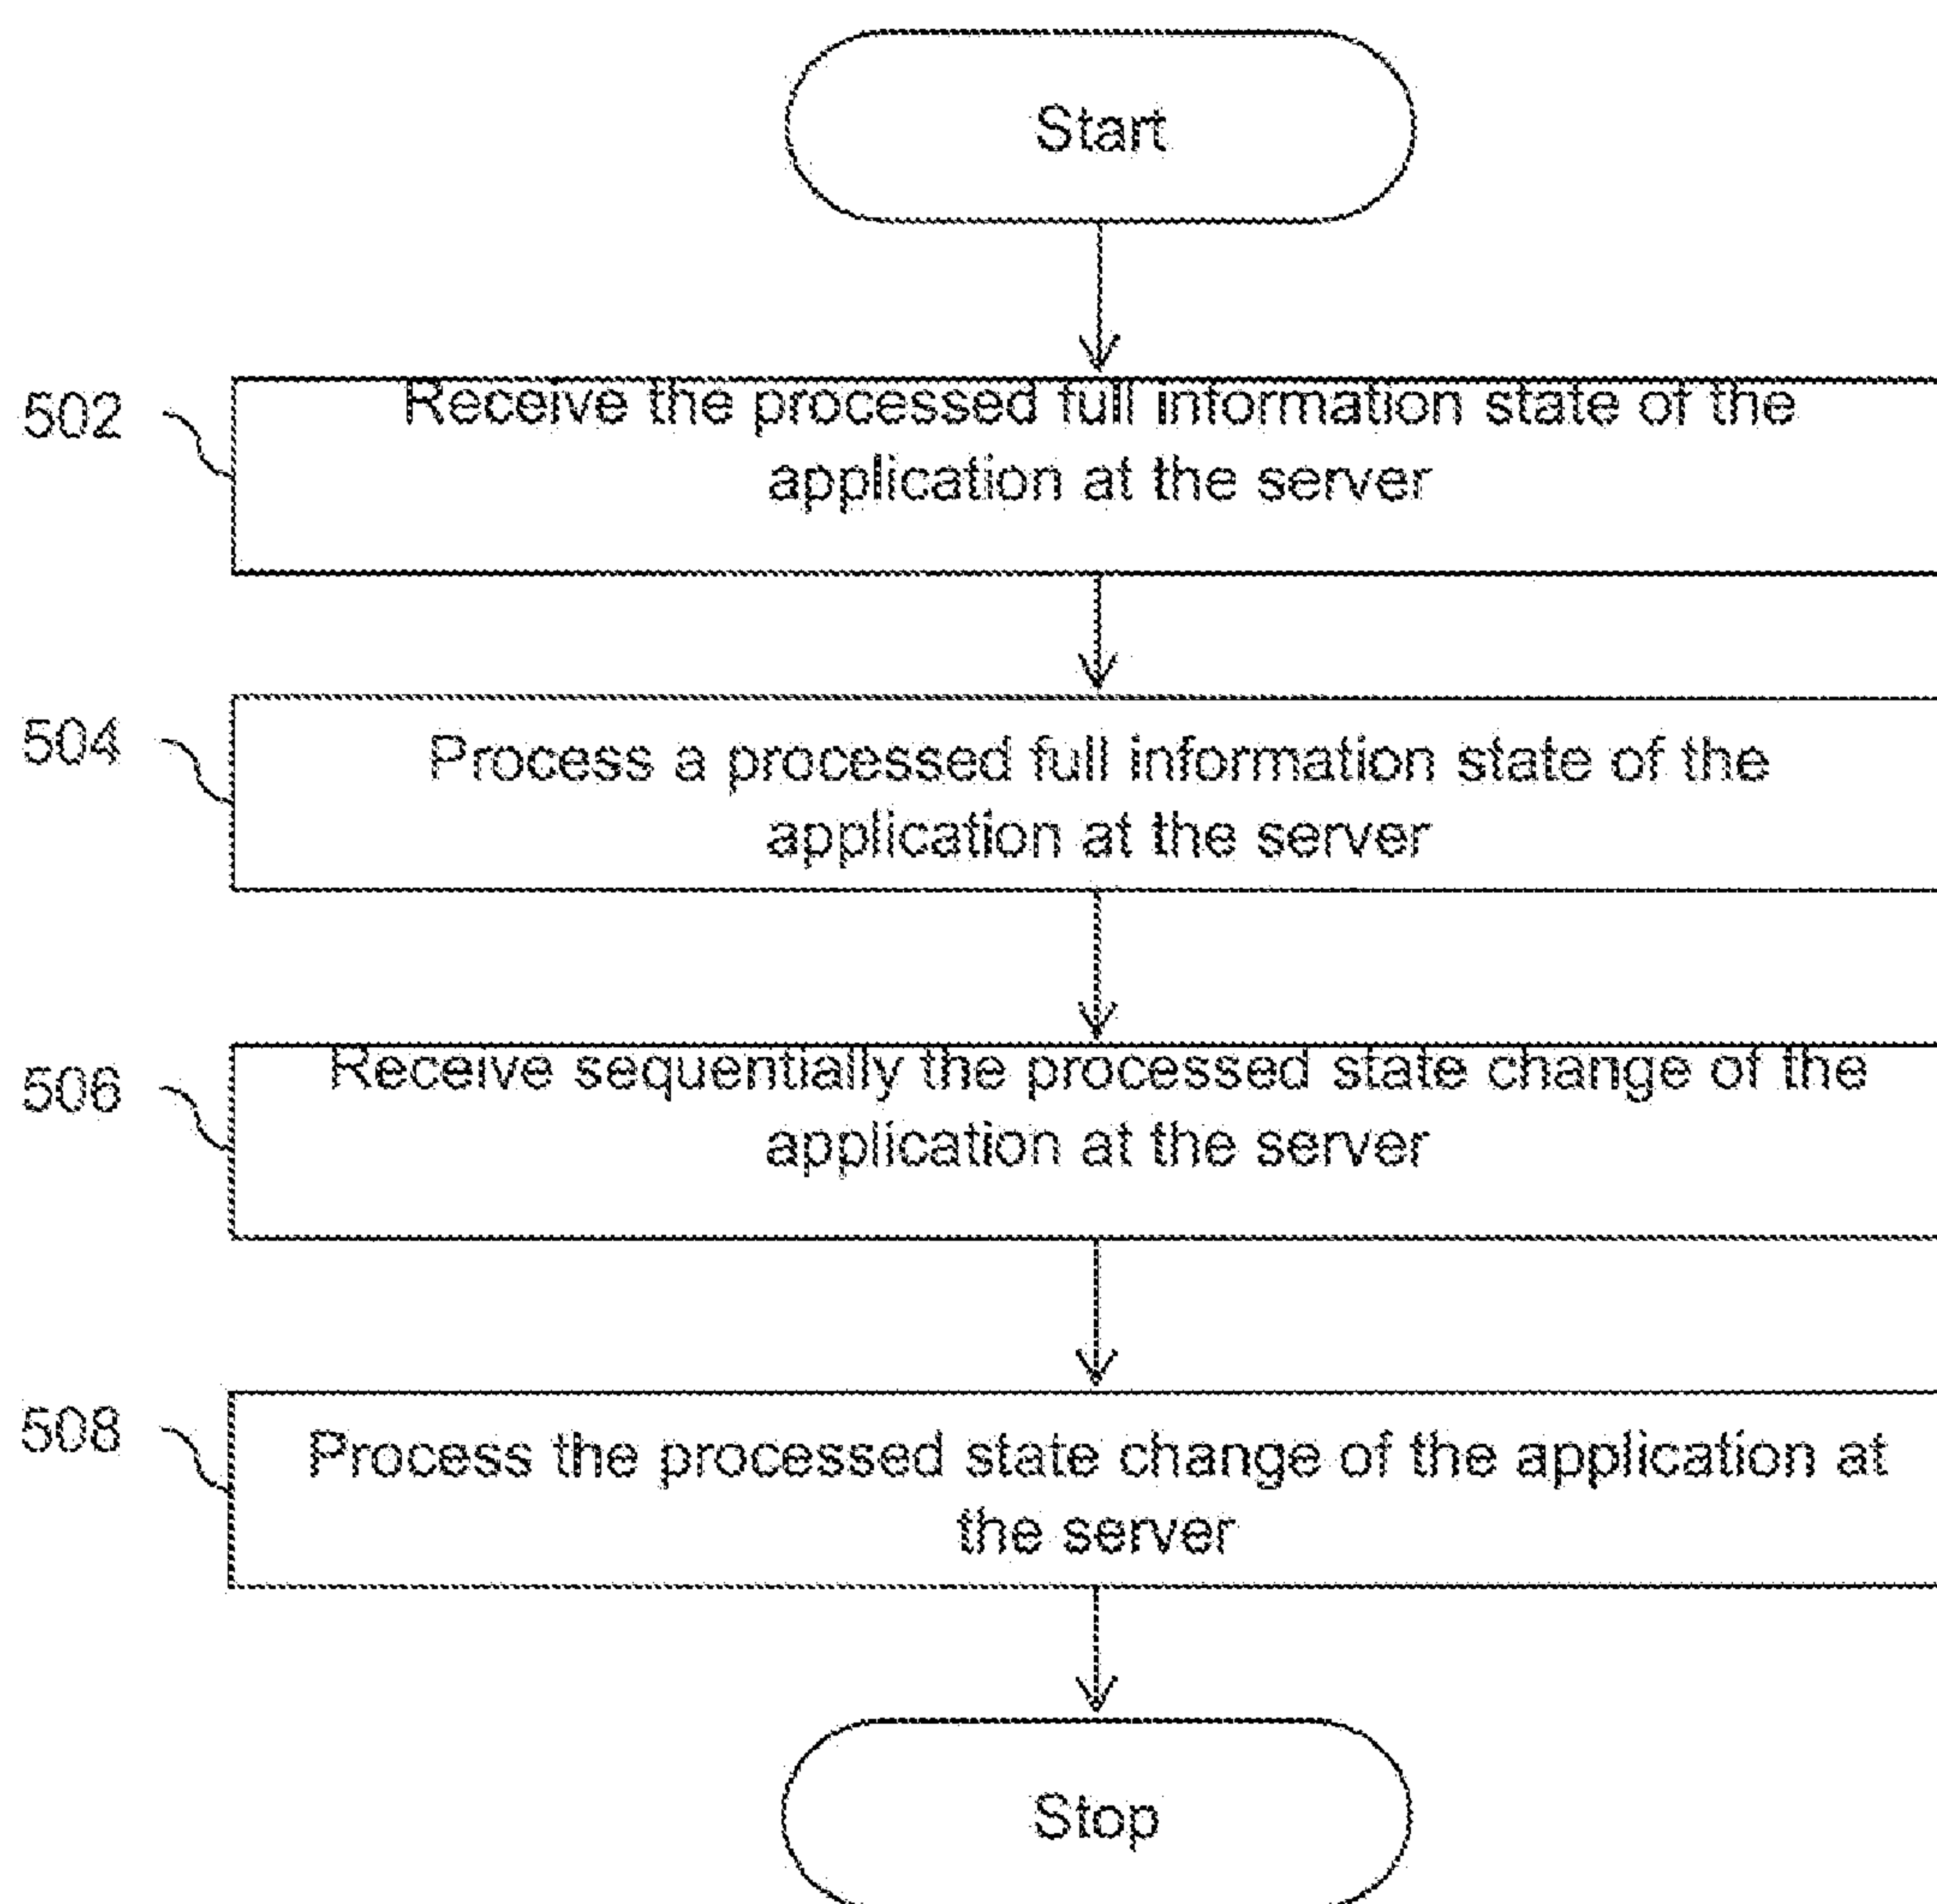 Start
502
Receive the processed full information state of the
application at the server
504
Process a processed full information state of the
application at the server
506
Receive sequentially the processed state change of the
application at the server
508
Process the processed state change of the application at
the server
Stop